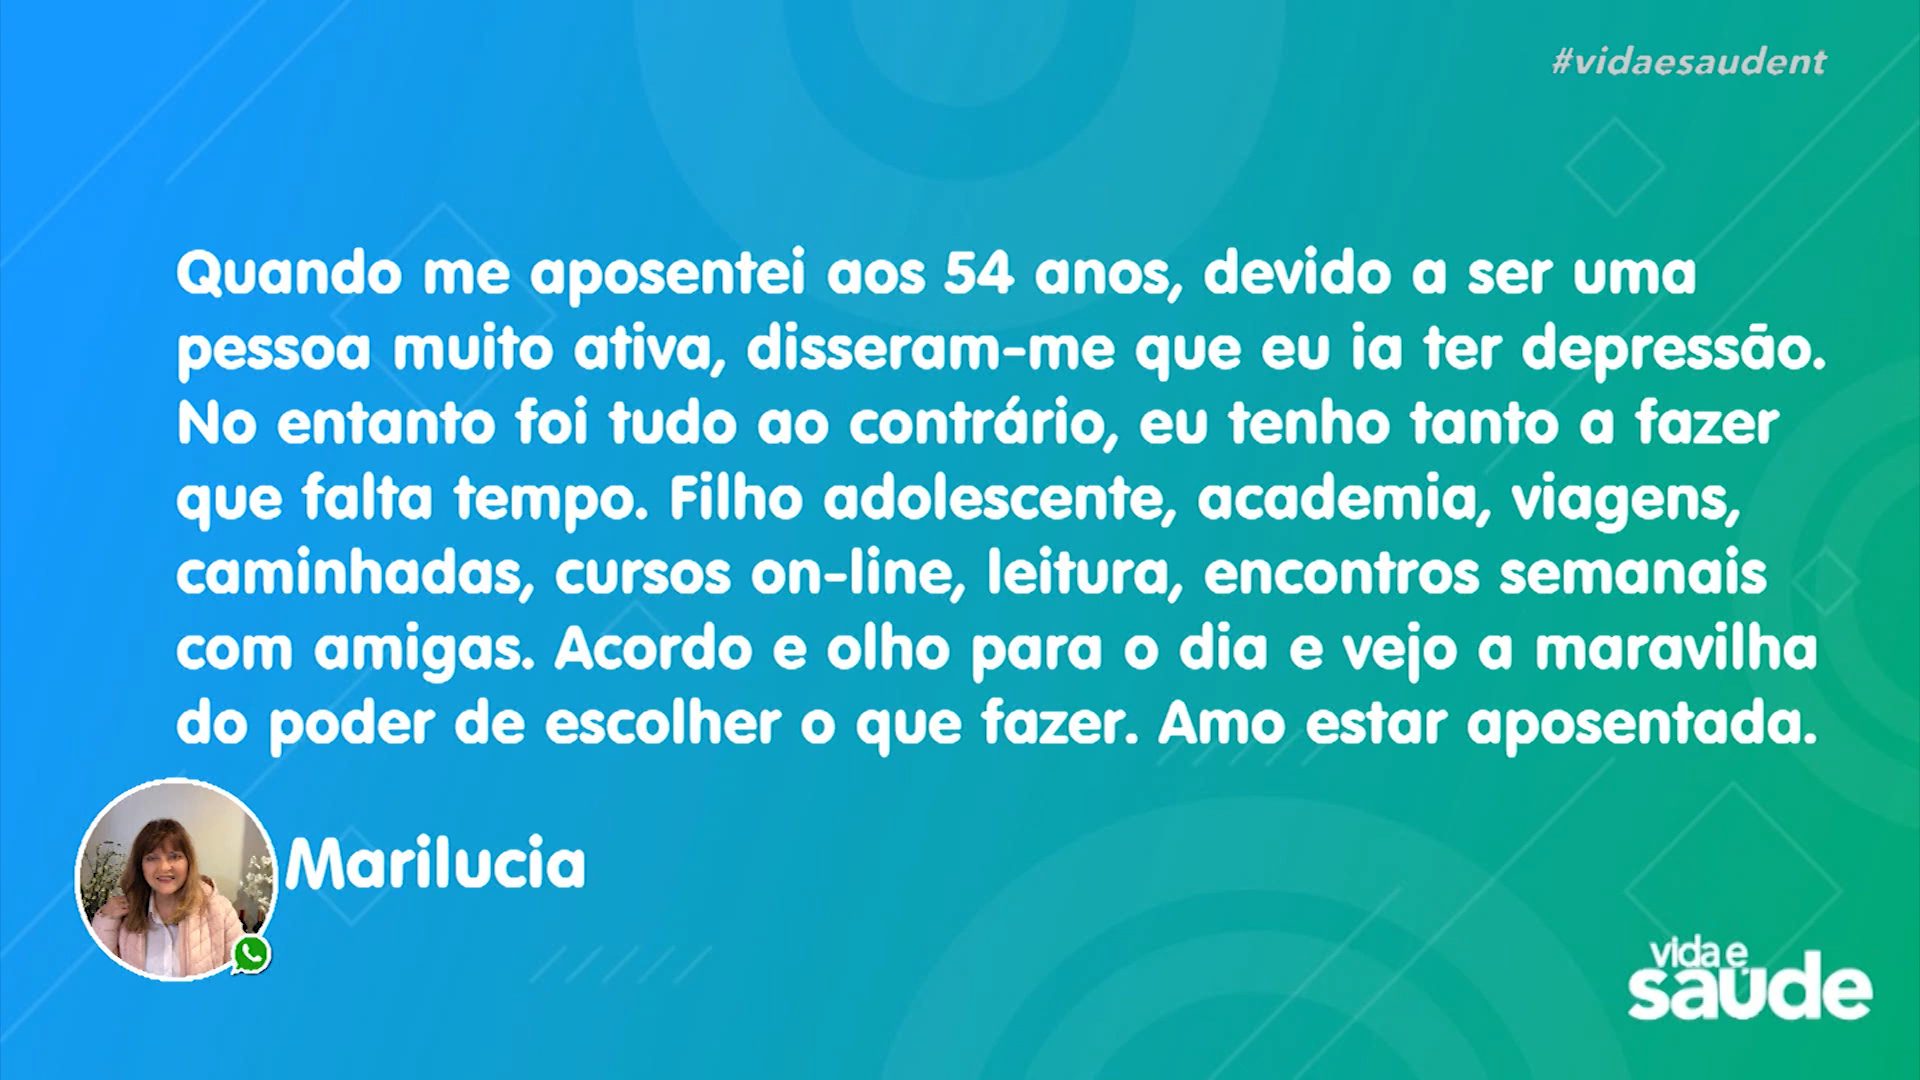 #vidaesaudent
Quando me aposentei aos 54 anos, devido a ser uma
pessoa muito ativa, disseram-me que eu ia ter depressão.
No entanto foi tudo ao contrário, eu tenho tanto a fazer
que falta tempo. Filho adolescente, academia, viagens,
caminhadas, cursos on-line, leitura, encontros semanais
com amigas. Acordo e olho para o dia e vejo a maravilha
do poder de escolher o que fazer. Amo estar aposentada.
Marilucia
vida e
saúde